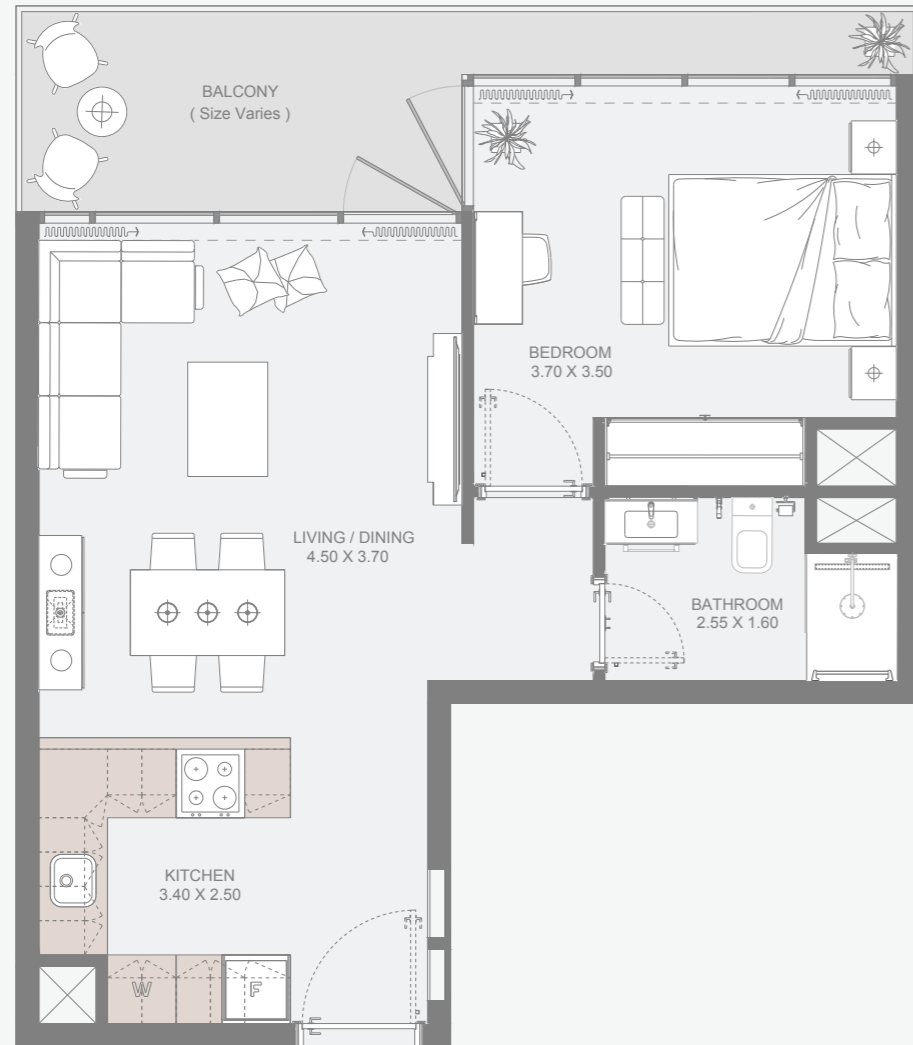 BALCONY
( Size Varies )
BEDROOM
3.70 X 3.50
LIVING / DINING
4.50 X 3.70
BATHROOM
2.55 X 1.60
KITCHEN
3.40 X 2.50
W
F